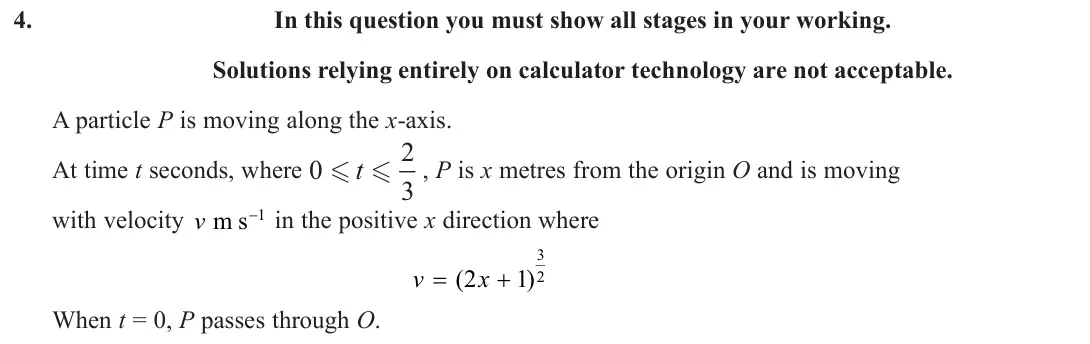 4. In this question you must show all stages in your working.
Solutions relying entirely on calculator technology are not acceptable.
A particle P is moving along the x-axis.
At time t seconds, where 0 ⩽ t ⩽ 2/3, P is x metres from the origin O and is moving
with velocity v m s⁻¹ in the positive x direction where
v = (2x + 1)^(3/2)
When t = 0, P passes through O.